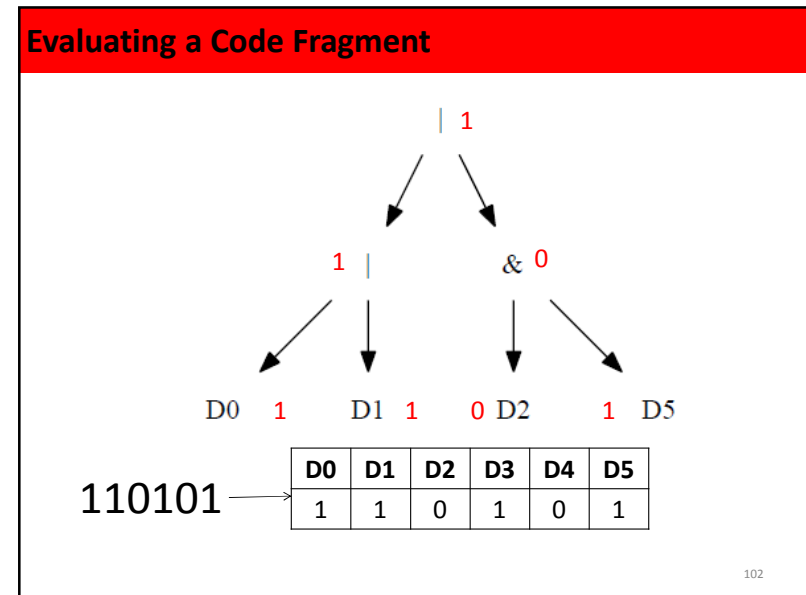 Evaluating a Code Fragment
| 1
1 | & 0
D0 1 D1 1 0 D2 1 D5
D0 D1 D2 D3 D4 D5
110101 1 1 0 1 0 1
102